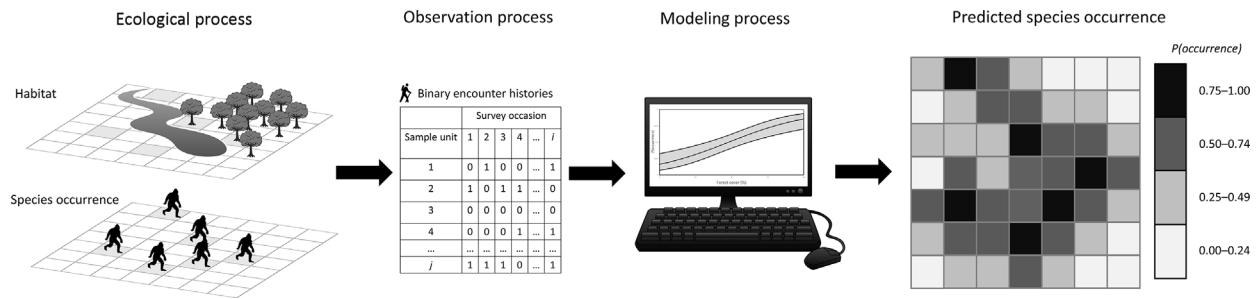 Ecological process
Observation process
Modeling process
Predicted species occurrence
Habitat
Species occurrence
Binary encounter histories
Survey occasion
Sample unit 1 2 3 4 ... i
1 0 1 0 0 ... 1
2 1 0 1 1 ... 0
3 0 0 0 0 ... 0
4 0 0 0 1 ... 1
... ... ... ... ... ... ...
j 1 1 1 0 ... 1
Forest cover (%)
P(occurrence)
0.75–1.00
0.50–0.74
0.25–0.49
0.00–0.24